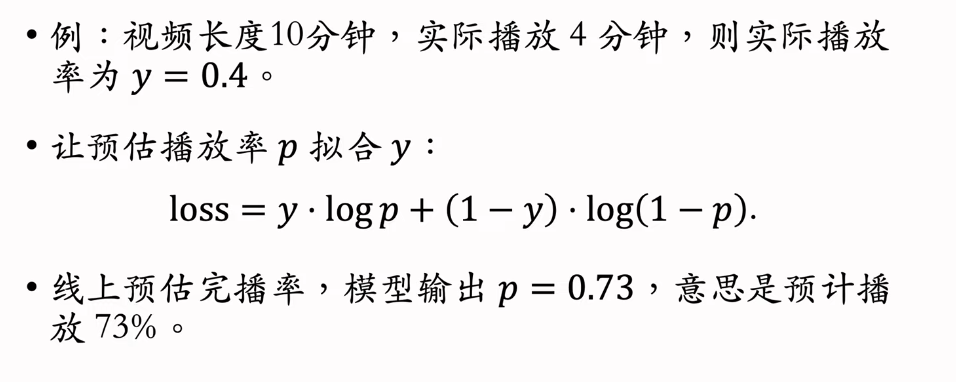 • 例：视频长度10分钟，实际播放 4 分钟，则实际播放
率为 y = 0.4。
• 让预估播放率 p 拟合 y：
loss = y · log p + (1 − y) · log(1 − p).
• 线上预估完播率，模型输出 p = 0.73，意思是预计播
放 73%。